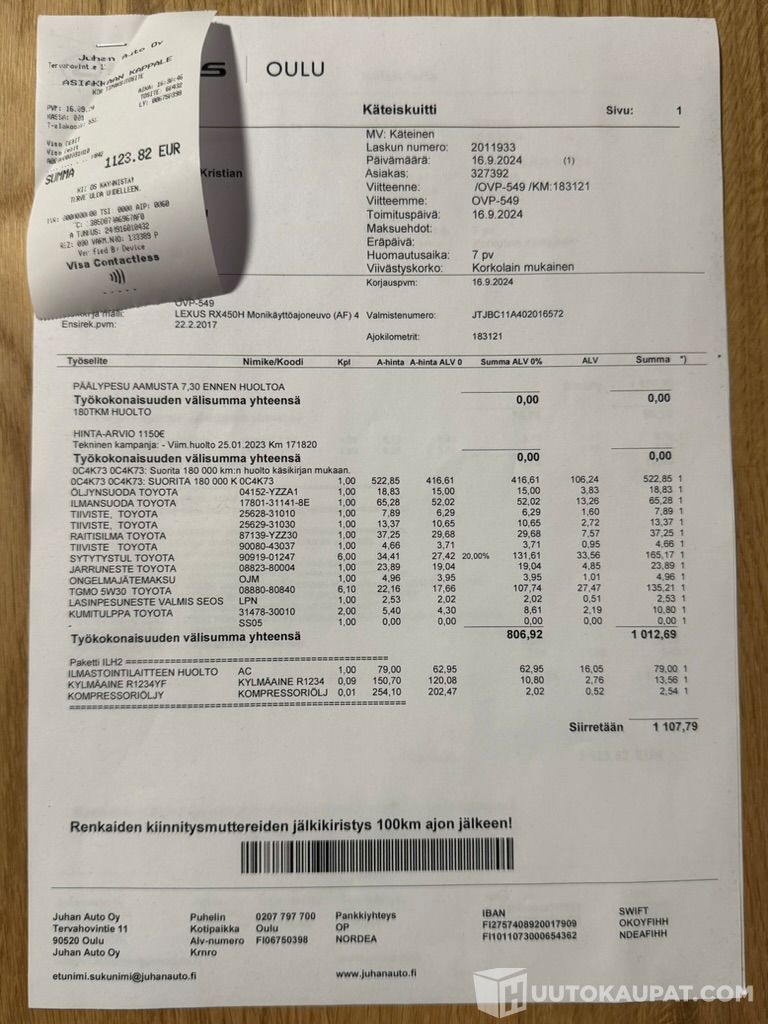 Juhan Auto Oy
Tervahovintie 1
ASIAKKAAN KAPPALE
AIKA: 16:36:46
PVM: 16.09.
KASSA: 001
Visa DEBIT
SUMMA 1123.82 EUR
KIITOS KÄYNNISTÄ!
TERVETULOA UUDELLEEN.
Verified By Device
Visa Contactless
S | OULU
Käteiskuitti Sivu: 1
MV: Käteinen
Laskun numero: 2011933
Päivämäärä: 16.9.2024 (1)
Asiakas: 327392
Kristian
Viitteenne: /OVP-549 /KM:183121
Viitteemme: OVP-549
Toimituspäivä: 16.9.2024
Maksuehdot:
Eräpäivä:
Huomautusaika: 7 pv
Viivästyskorko: Korkolain mukainen
Korjauspvm: 16.9.2024
OVP-549
LEXUS RX450H Monikäyttöajoneuvo (AF) 4 Valmistenumero: JTJBC11A402016572
Ensirek.pvm: 22.2.2017
Ajokilometrit: 183121
Työselite Nimike/Koodi Kpl A-hinta A-hinta ALV 0 Summa ALV 0% ALV Summa *)
PÄÄLYPESU AAMUSTA 7,30 ENNEN HUOLTOA
Työkokonaisuuden välisumma yhteensä 0,00 0,00
180TKM HUOLTO
HINTA-ARVIO 1150€
Tekninen kampanja: - Viim.huolto 25.01.2023 Km 171820
Työkokonaisuuden välisumma yhteensä 0,00 0,00
0C4K73 0C4K73: Suorita 180 000 km:n huolto käsikirjan mukaan.
0C4K73 0C4K73: SUORITA 180 000 K 0C4K73 1,00 522,85 416,61 416,61 106,24 522,85 1
ÖLJYNSUODA TOYOTA 04152-YZZA1 1,00 18,83 15,00 15,00 3,83 18,83 1
ILMANSUODA TOYOTA 17801-31141-8E 1,00 65,28 52,02 52,02 13,26 65,28 1
TIIVISTE, TOYOTA 25628-31010 1,00 7,89 6,29 6,29 1,60 7,89 1
TIIVISTE, TOYOTA 25629-31030 1,00 13,37 10,65 10,65 2,72 13,37 1
RAITISILMA TOYOTA 87139-YZZ30 1,00 37,25 29,68 29,68 7,57 37,25 1
TIIVISTE TOYOTA 90080-43037 1,00 4,66 3,71 3,71 0,95 4,66 1
SYTYTYSTUL TOYOTA 90919-01247 6,00 34,41 27,42 20,00% 131,61 33,56 165,17 1
JARRUNESTE TOYOTA 08823-80004 1,00 23,89 19,04 19,04 4,85 23,89 1
ONGELMAJÄTEMAKSU OJM 1,00 4,96 3,95 3,95 1,01 4,96 1
TGMO 5W30 TOYOTA 08880-80840 6,10 22,16 17,66 107,74 27,47 135,21 1
LASINPESUNESTE VALMIS SEOS LPN 1,00 2,53 2,02 2,02 0,51 2,53 1
KUMITULPPA TOYOTA 31478-30010 2,00 5,40 4,30 8,61 2,19 10,80 1
- SS05 1,00 0,00 0,00 0,00 0,00 0,00 1
Työkokonaisuuden välisumma yhteensä 806,92 1 012,69
Paketti ILH2 ==========================================
ILMASTOINTILAITTEEN HUOLTO AC 1,00 79,00 62,95 62,95 16,05 79,00 1
KYLMÄAINE R1234YF KYLMÄAINE R1234 0,09 150,70 120,08 10,80 2,76 13,56 1
KOMPRESSORIÖLJY KOMPRESSORIÖLJ 0,01 254,10 202,47 2,02 0,52 2,54 1
======================================================
Siirretään 1 107,79
Renkaiden kiinnitysmuttereiden jälkikiristys 100km ajon jälkeen!
Juhan Auto Oy Puhelin 0207 797 700 Pankkiyhteys IBAN SWIFT
Tervahovintie 11 Kotipaikka Oulu OP FI2757408920017909 OKOYFIHH
90520 Oulu Alv-numero FI06750398 NORDEA FI1011073000654362 NDEAFIHH
Juhan Auto Oy Krnro
etunimi.sukunimi@juhanauto.fi www.juhanauto.fi
HUUTOKAUPAT.COM